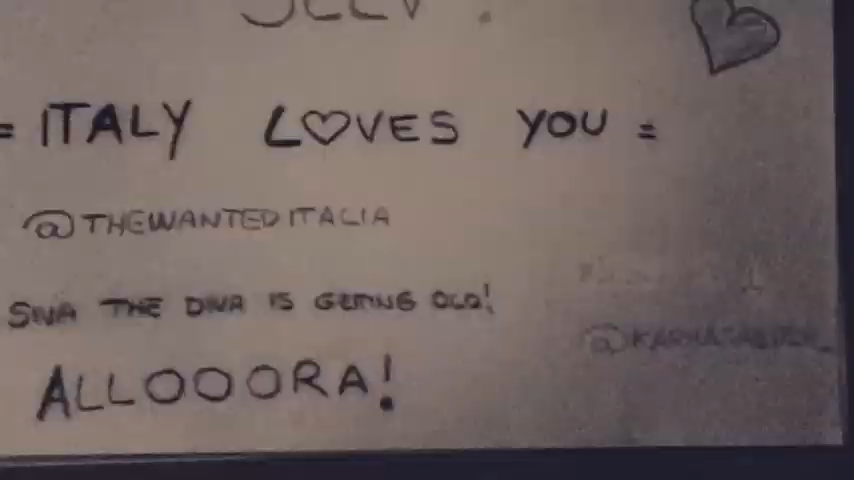 = ITALY LOVES YOU =
@THEWANTEDITALIA
SIVA THE DIVA IS GETTING OLD!
ALLOOORA!